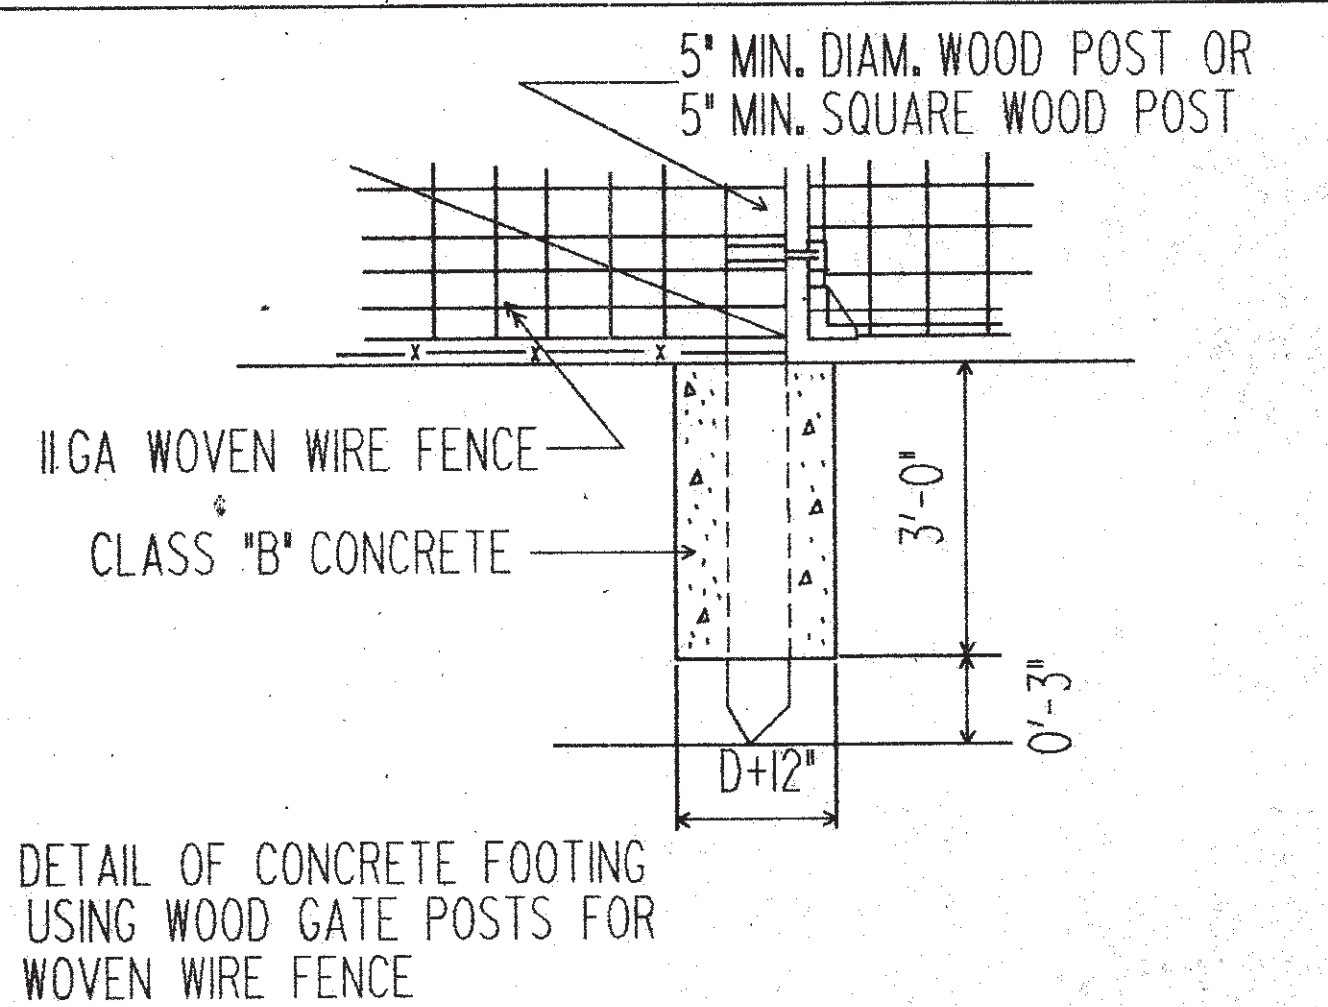 5" MIN. DIAM. WOOD POST OR
5" MIN. SQUARE WOOD POST
X X X
11 GA WOVEN WIRE FENCE
CLASS "B" CONCRETE
3'-0"
0'-3"
D+12"
DETAIL OF CONCRETE FOOTING
USING WOOD GATE POSTS FOR
WOVEN WIRE FENCE